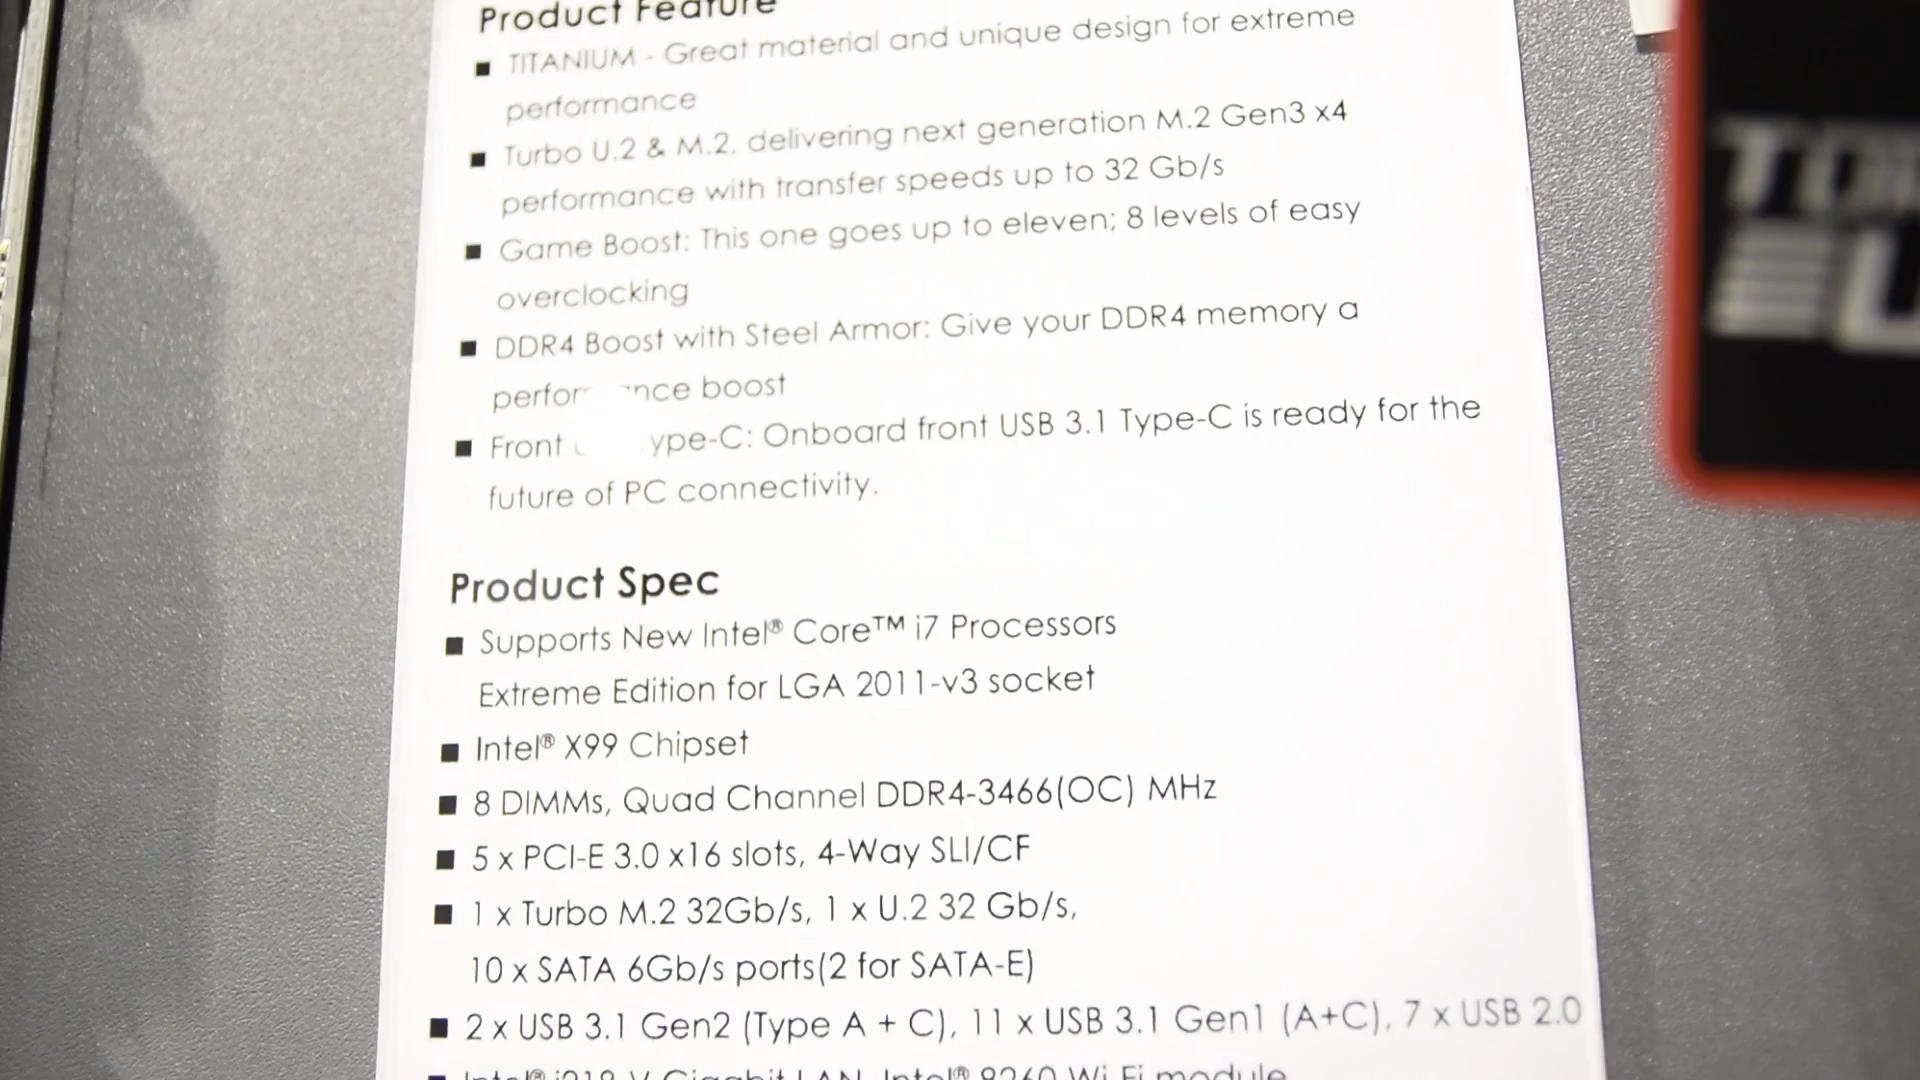 Product Feature
■ TITANIUM - Great material and unique design for extreme
performance
■ Turbo U.2 & M.2, delivering next generation M.2 Gen3 x4
performance with transfer speeds up to 32 Gb/s
■ Game Boost: This one goes up to eleven; 8 levels of easy
overclocking
■ DDR4 Boost with Steel Armor: Give your DDR4 memory a
boost
■ Front Onboard front USB 3.1 Type-C is ready for the
future of PC connectivity.
Product Spec
■ Supports New Intel® Core™ i7 Processors
Extreme Edition for LGA 2011-v3 socket
■ Intel® X99 Chipset
■ 8 DIMMs, Quad Channel DDR4-3466(OC) MHz
■ 5 x PCI-E 3.0 x16 slots, 4-Way SLI/CF
■ 1 x Turbo M.2 32Gb/s, 1 x U.2 32 Gb/s,
10 x SATA 6Gb/s ports(2 for SATA-E)
■ 2 x USB 3.1 Gen2 (Type A + C), 11 x USB 3.1 Gen1 (A+C), 7 x USB 2.0